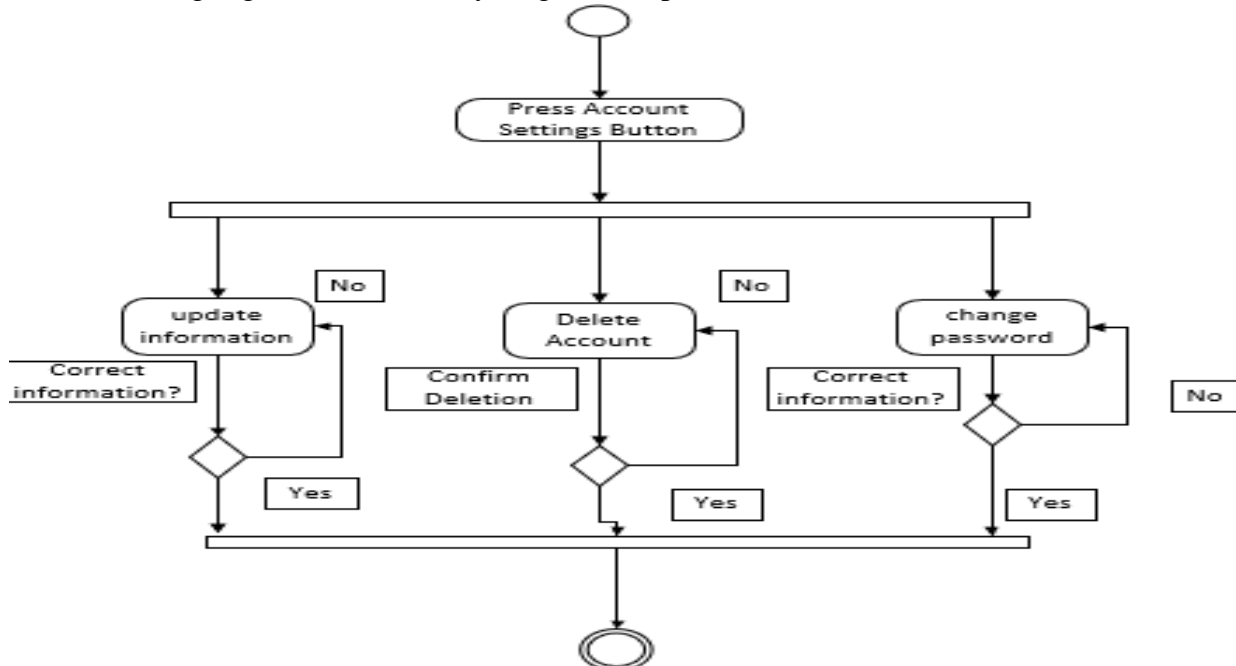 Press Account
Settings Button
No
No
update
information
Delete
Account
change
password
Correct
information?
Confirm
Deletion
Correct
information?
No
Yes
Yes
Yes